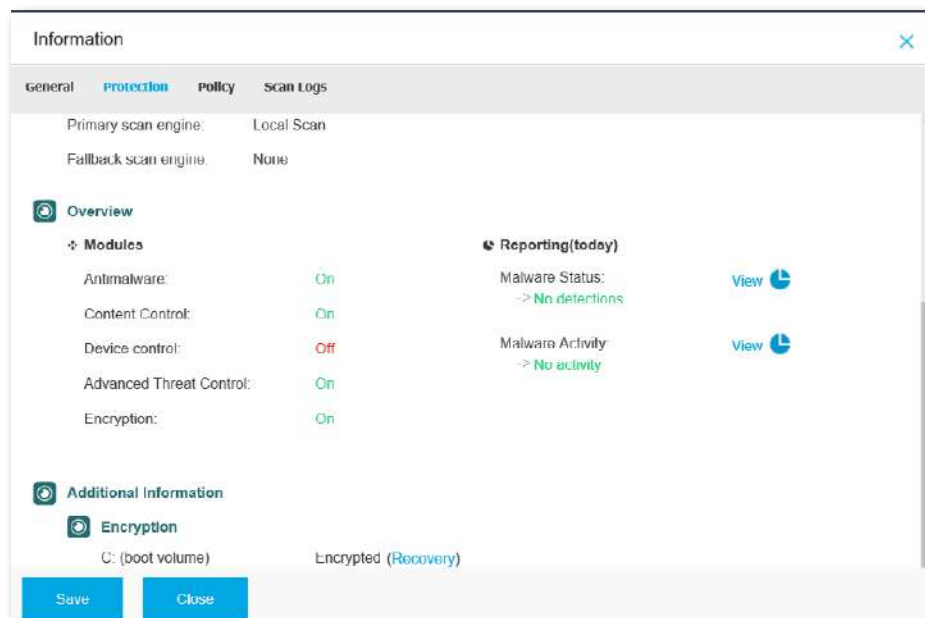 Information
General Protection Policy Scan Logs
Primary scan engine: Local Scan
Fallback scan engine: None
Overview
Modules
Reporting(today)
Antimalware: On
Content Control: On
Device control: Off
Advanced Threat Control: On
Encryption: On
Malware Status: View
-> No detections
Malware Activity: View
-> No activity
Additional Information
Encryption
C: (boot volume) Encrypted (Recovery)
Save Close